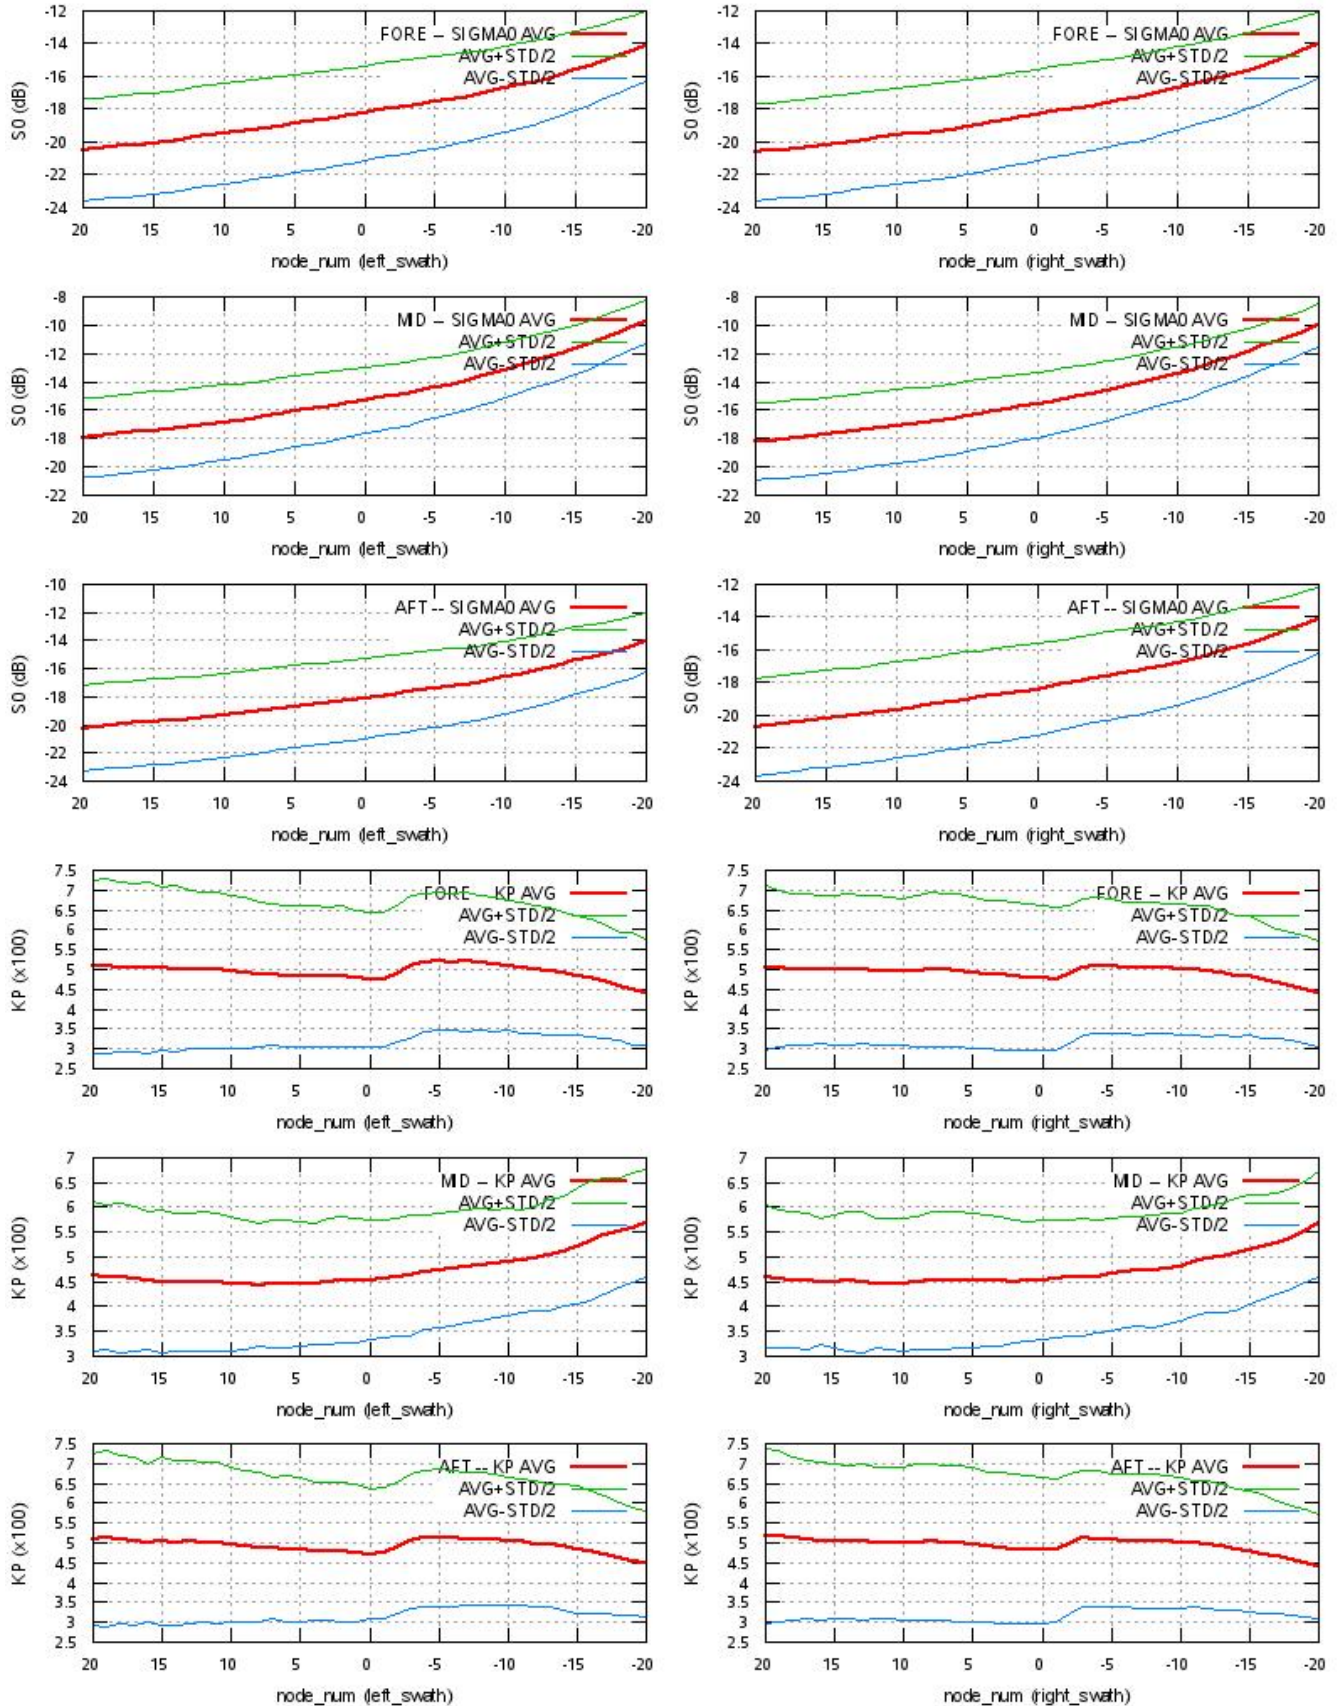 -12
FORE -- SIGMA0 AVG
-14
AVG+STD/2
-16
AVG-STD/2
-18
-20
-22
-24
S0 (dB)
20 15 10 5 0 -5 -10 -15 -20
node_num (left_swath)
-12
FORE -- SIGMA0 AVG
-14
AVG+STD/2
-16
AVG-STD/2
-18
-20
-22
-24
S0 (dB)
20 15 10 5 0 -5 -10 -15 -20
node_num (right_swath)
-8
MID -- SIGMA0 AVG
-10
AVG+STD/2
-12
AVG-STD/2
-14
-16
-18
-20
-22
S0 (dB)
20 15 10 5 0 -5 -10 -15 -20
node_num (left_swath)
-8
MID -- SIGMA0 AVG
-10
AVG+STD/2
-12
AVG-STD/2
-14
-16
-18
-20
-22
S0 (dB)
20 15 10 5 0 -5 -10 -15 -20
node_num (right_swath)
-10
AFT -- SIGMA0 AVG
-12
AVG+STD/2
-14
AVG-STD/2
-16
-18
-20
-22
-24
S0 (dB)
20 15 10 5 0 -5 -10 -15 -20
node_num (left_swath)
-12
AFT -- SIGMA0 AVG
-14
AVG+STD/2
-16
AVG-STD/2
-18
-20
-22
-24
S0 (dB)
20 15 10 5 0 -5 -10 -15 -20
node_num (right_swath)
7.5
FORE -- KP AVG
7
AVG+STD/2
6.5
AVG-STD/2
6
5.5
5
4.5
4
3.5
3
2.5
KP (x100)
20 15 10 5 0 -5 -10 -15 -20
node_num (left_swath)
7.5
FORE -- KP AVG
7
AVG+STD/2
6.5
AVG-STD/2
6
5.5
5
4.5
4
3.5
3
2.5
KP (x100)
20 15 10 5 0 -5 -10 -15 -20
node_num (right_swath)
7
MID -- KP AVG
6.5
AVG+STD/2
6
AVG-STD/2
5.5
5
4.5
4
3.5
3
KP (x100)
20 15 10 5 0 -5 -10 -15 -20
node_num (left_swath)
7
MID -- KP AVG
6.5
AVG+STD/2
6
AVG-STD/2
5.5
5
4.5
4
3.5
3
KP (x100)
20 15 10 5 0 -5 -10 -15 -20
node_num (right_swath)
7.5
AFT -- KP AVG
7
AVG+STD/2
6.5
AVG-STD/2
6
5.5
5
4.5
4
3.5
3
2.5
KP (x100)
20 15 10 5 0 -5 -10 -15 -20
node_num (left_swath)
7.5
AFT -- KP AVG
7
AVG+STD/2
6.5
AVG-STD/2
6
5.5
5
4.5
4
3.5
3
2.5
KP (x100)
20 15 10 5 0 -5 -10 -15 -20
node_num (right_swath)